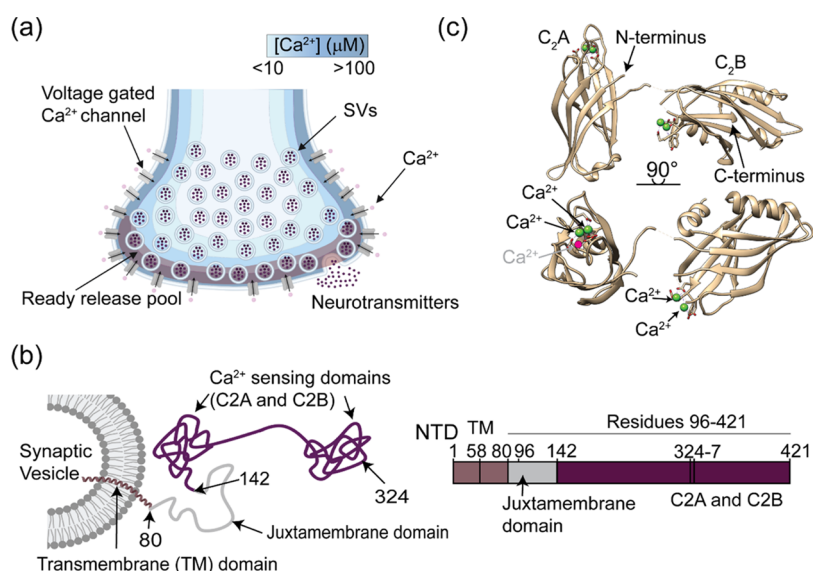 (a)
[Ca²⁺] (μM)
<10 >100
Voltage gated
Ca²⁺ channel
SVs
Ca²⁺
Ready release pool
Neurotransmitters
(c)
C₂A
N-terminus
C₂B
C-terminus
90°
Ca²⁺
Ca²⁺
Ca²⁺
Ca²⁺
Ca²⁺
(b)
Ca²⁺ sensing domains
(C2A and C2B)
Synaptic
Vesicle
142
324
80
Juxtamembrane domain
Transmembrane (TM) domain
NTD TM Residues 96-421
1 58 80 96 142 324-7 421
Juxtamembrane
domain
C2A and C2B